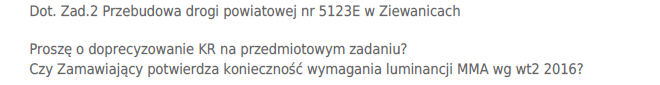 Dot. Zad.2 Przebudowa drogi powiatowej nr 5123E w Ziewanicach
Proszę o doprecyzowanie KR na przedmiotowym zadaniu?
Czy Zamawiający potwierdza konieczność wymagania luminancji MMA wg wt2 2016?